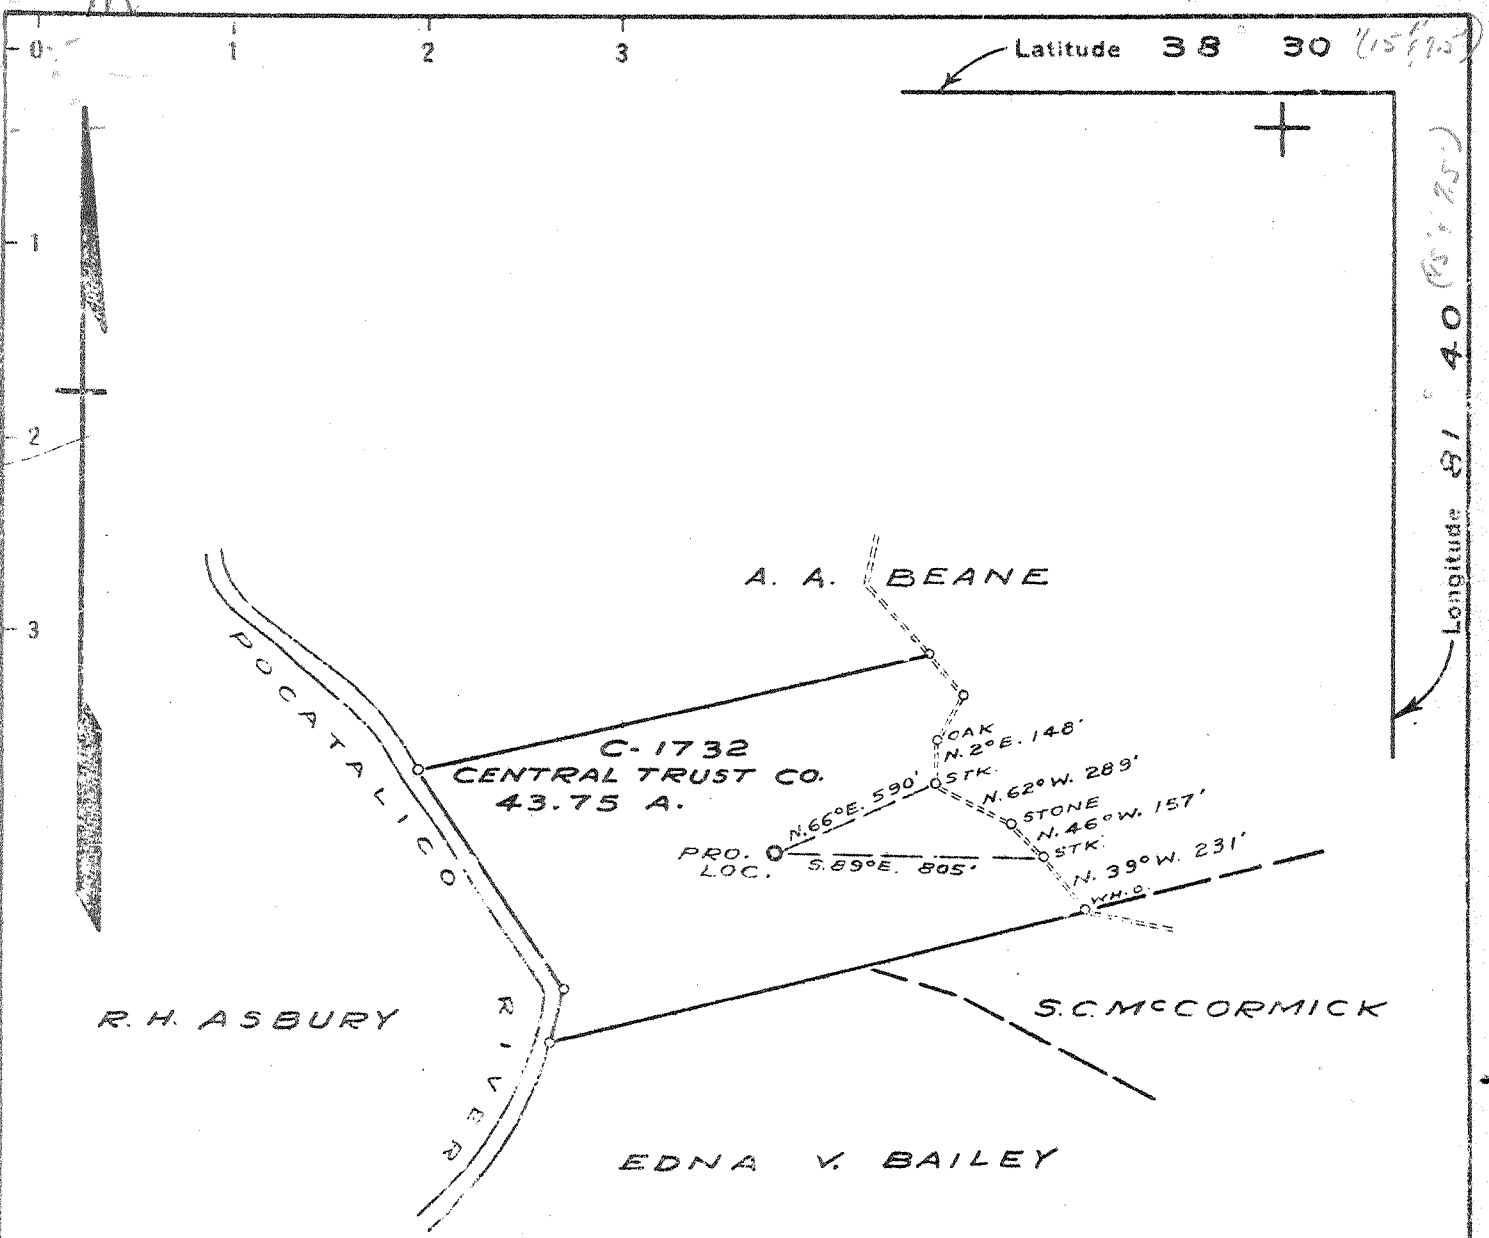 0 1 2 3
Latitude 38° 30'
1
2
3
Longitude 81° 40'
A. A. BEANE
POCATALICO RIVER
C-1732
CENTRAL TRUST CO.
43.75 A.
OAK
N.2°E. 148'
STK.
N.62°W. 289'
STONE
N.46°W. 157'
STK.
N.66°E. 590'
PRO.
LOC.
S.89°E. 805'
N.39°W. 231'
WH.O.
R. H. ASBURY
S.C. McCORMICK
EDNA V. BAILEY